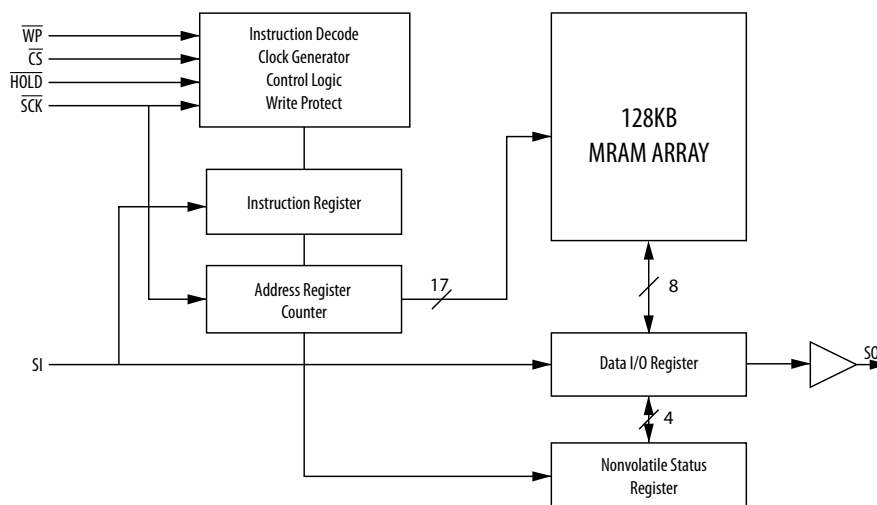 WP
CS
HOLD
SCK
Instruction Decode
Clock Generator
Control Logic
Write Protect
128KB
MRAM ARRAY
Instruction Register
Address Register
Counter
17
8
SI
Data I/O Register
SO
4
Nonvolatile Status
Register